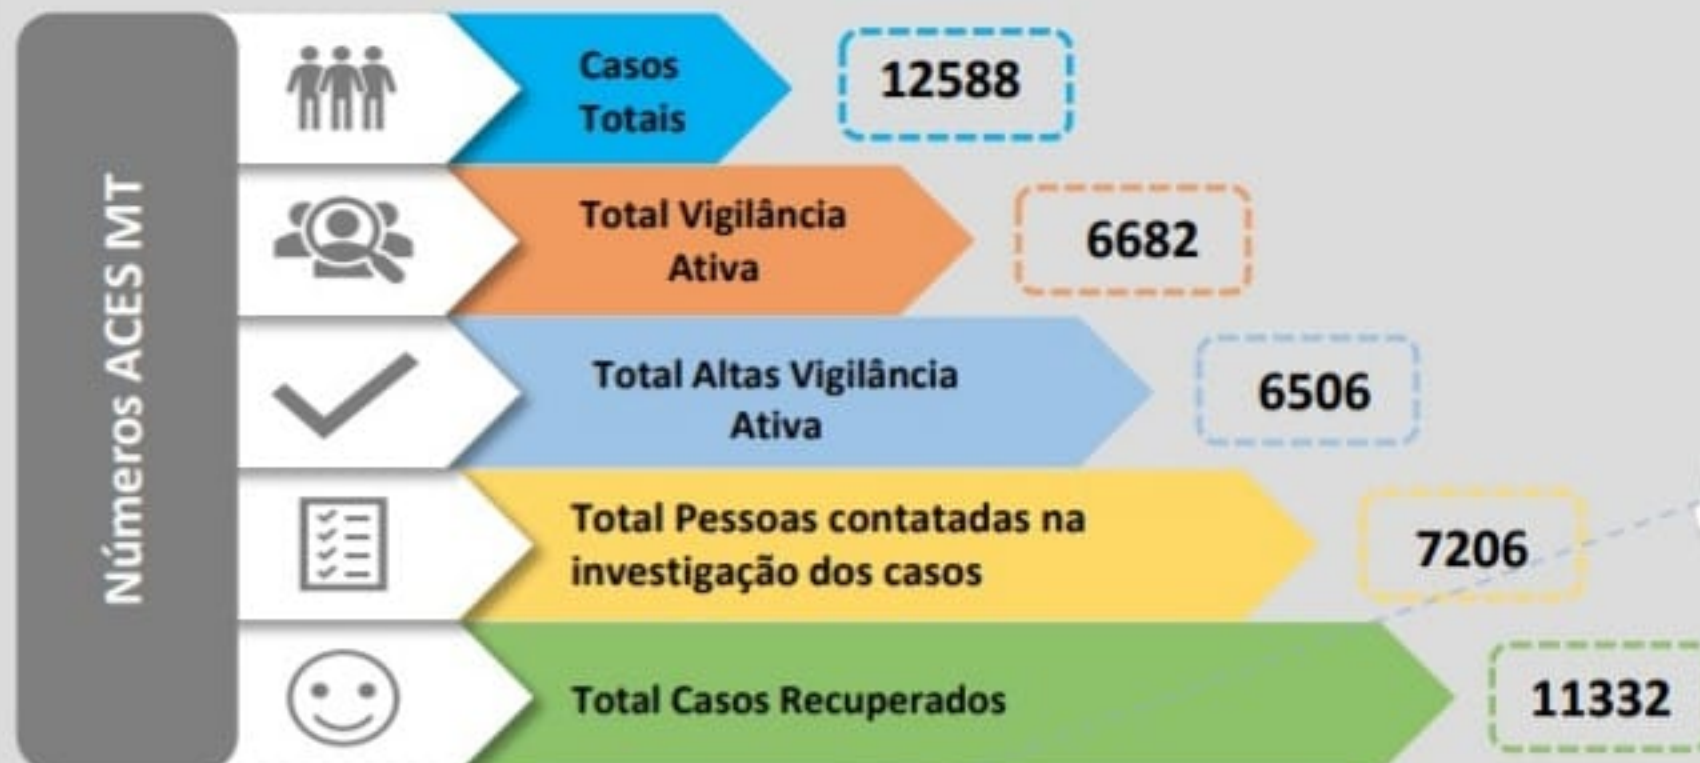 Números ACES MT
Casos
Totais
12588
Total Vigilância
Ativa
6682
Total Altas Vigilância
Ativa
6506
Total Pessoas contatadas na
investigação dos casos
7206
Total Casos Recuperados
11332